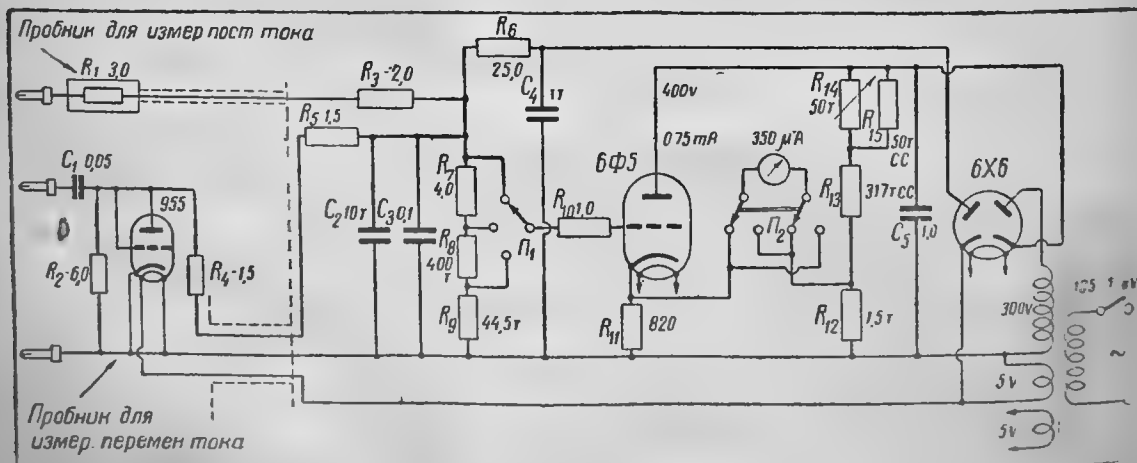 Пробник для измер пост тока
R₁ 3,0
R₃-2,0
R₅ 1,5
R₆
25,0
C₄
1т
400v
0 75mA
6Ф5
350 μA
R₁₄
50т
R 15
50т
СС
6Х6
C₁ 0,05
955
R₂-6,0
R₄-1,5
C₂ 10т
C₃ 0,1
R₇
4,0
R₈
400
т
R₉
44,5т
П₁
R₁₀ 1,0
R₁₁
820
П₂
R₁₃
317т СС
R₁₂
1,5т
C₅
1,0
300v
5v
5v
~
Пробник для
измер. перемен тока